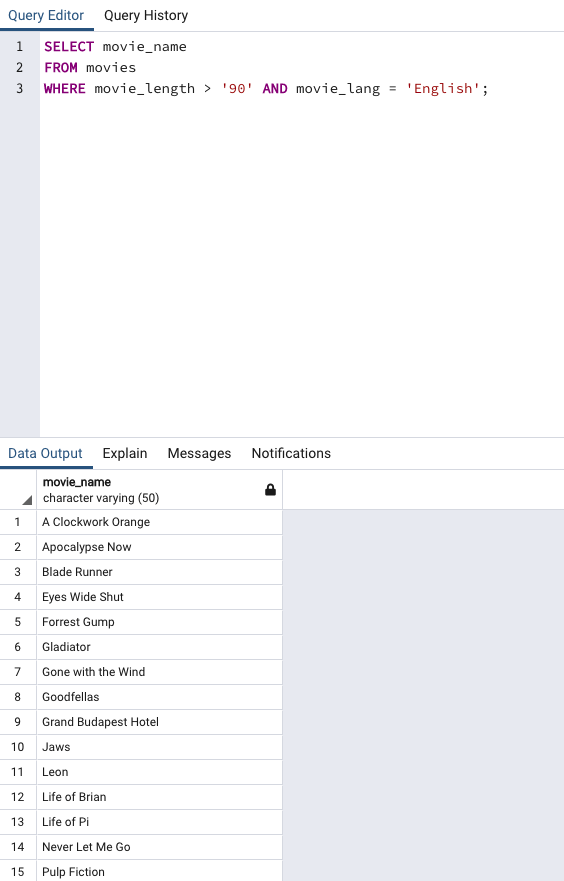 Query Editor Query History
1 SELECT movie_name
2 FROM movies
3 WHERE movie_length > '90' AND movie_lang = 'English';
Data Output Explain Messages Notifications
movie_name
character varying (50)
1 A Clockwork Orange
2 Apocalypse Now
3 Blade Runner
4 Eyes Wide Shut
5 Forrest Gump
6 Gladiator
7 Gone with the Wind
8 Goodfellas
9 Grand Budapest Hotel
10 Jaws
11 Leon
12 Life of Brian
13 Life of Pi
14 Never Let Me Go
15 Pulp Fiction